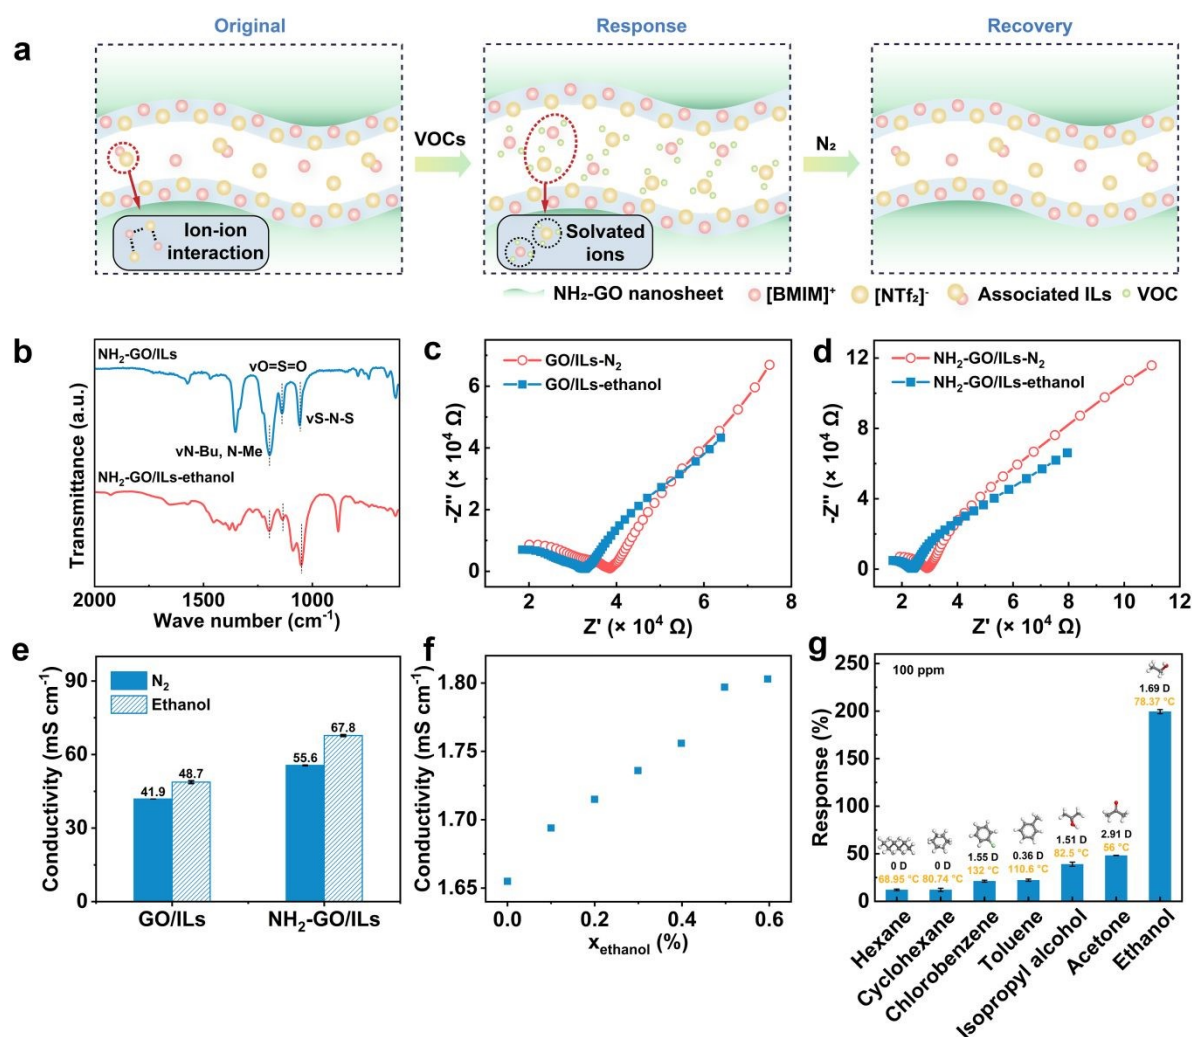 Original
Response
Recovery
a
VOCs
N₂
Ion-ion
interaction
Solvated
ions
NH₂-GO nanosheet
[BMIM]⁺
[NTf₂]⁻
Associated ILs
VOC
b
NH₂-GO/ILs
νO=S=O
νS-N-S
νN-Bu, N-Me
NH₂-GO/ILs-ethanol
Transmittance (a.u.)
2000 1500 1000
Wave number (cm⁻¹)
c
GO/ILs-N₂
GO/ILs-ethanol
-Z'' (× 10⁴ Ω)
6
4
2
0
2 4 6 8
Z' (× 10⁴ Ω)
d
NH₂-GO/ILs-N₂
NH₂-GO/ILs-ethanol
-Z'' (× 10⁴ Ω)
12
8
4
0
2 4 6 8 10 12
Z' (× 10⁴ Ω)
e
N₂
Ethanol
Conductivity (mS cm⁻¹)
90
60
30
0
41.9
48.7
55.6
67.8
GO/ILs
NH₂-GO/ILs
f
Conductivity (mS cm⁻¹)
1.80
1.75
1.70
1.65
0.0 0.2 0.4 0.6
x ethanol (%)
g
100 ppm
Response (%)
250
200
150
100
50
0
0 D
68.95 °C
0 D
80.74 °C
1.55 D
132 °C
0.36 D
110.6 °C
1.51 D
82.5 °C
2.91 D
56 °C
1.69 D
78.37 °C
Hexane
Cyclohexane
Chlorobenzene
Toluene
Isopropyl alcohol
Acetone
Ethanol